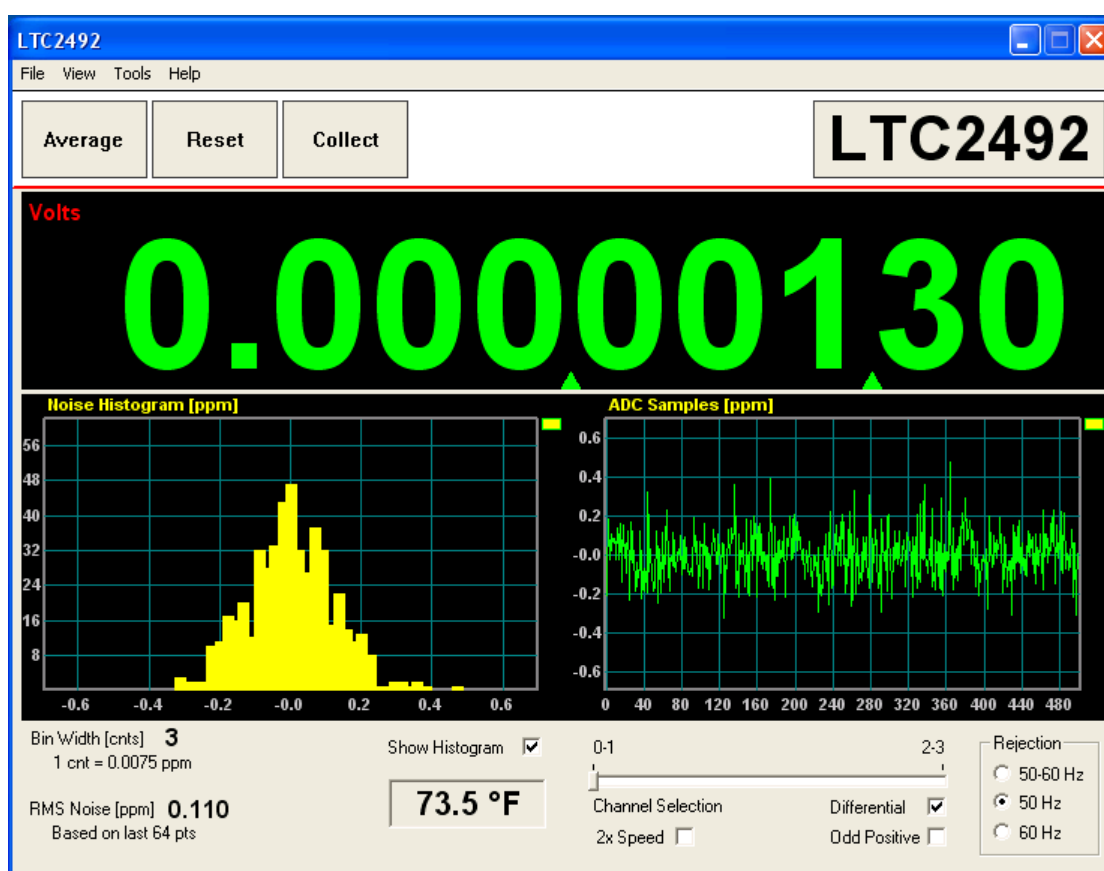 LTC2492
File View Tools Help
Average Reset Collect LTC2492
Volts
0.00000130
Noise Histogram [ppm]
56
48
40
32
24
16
8
-0.6 -0.4 -0.2 -0.0 0.2 0.4 0.6
ADC Samples [ppm]
0.6
0.4
0.2
-0.0
-0.2
-0.4
-0.6
0 40 80 120 160 200 240 280 320 360 400 440 480
Bin Width [cnts] 3
1 cnt = 0.0075 ppm
RMS Noise [ppm] 0.110
Based on last 64 pts
Show Histogram
73.5 °F
0-1 2-3
Channel Selection
2x Speed
Differential
Odd Positive
Rejection
50-60 Hz
50 Hz
60 Hz